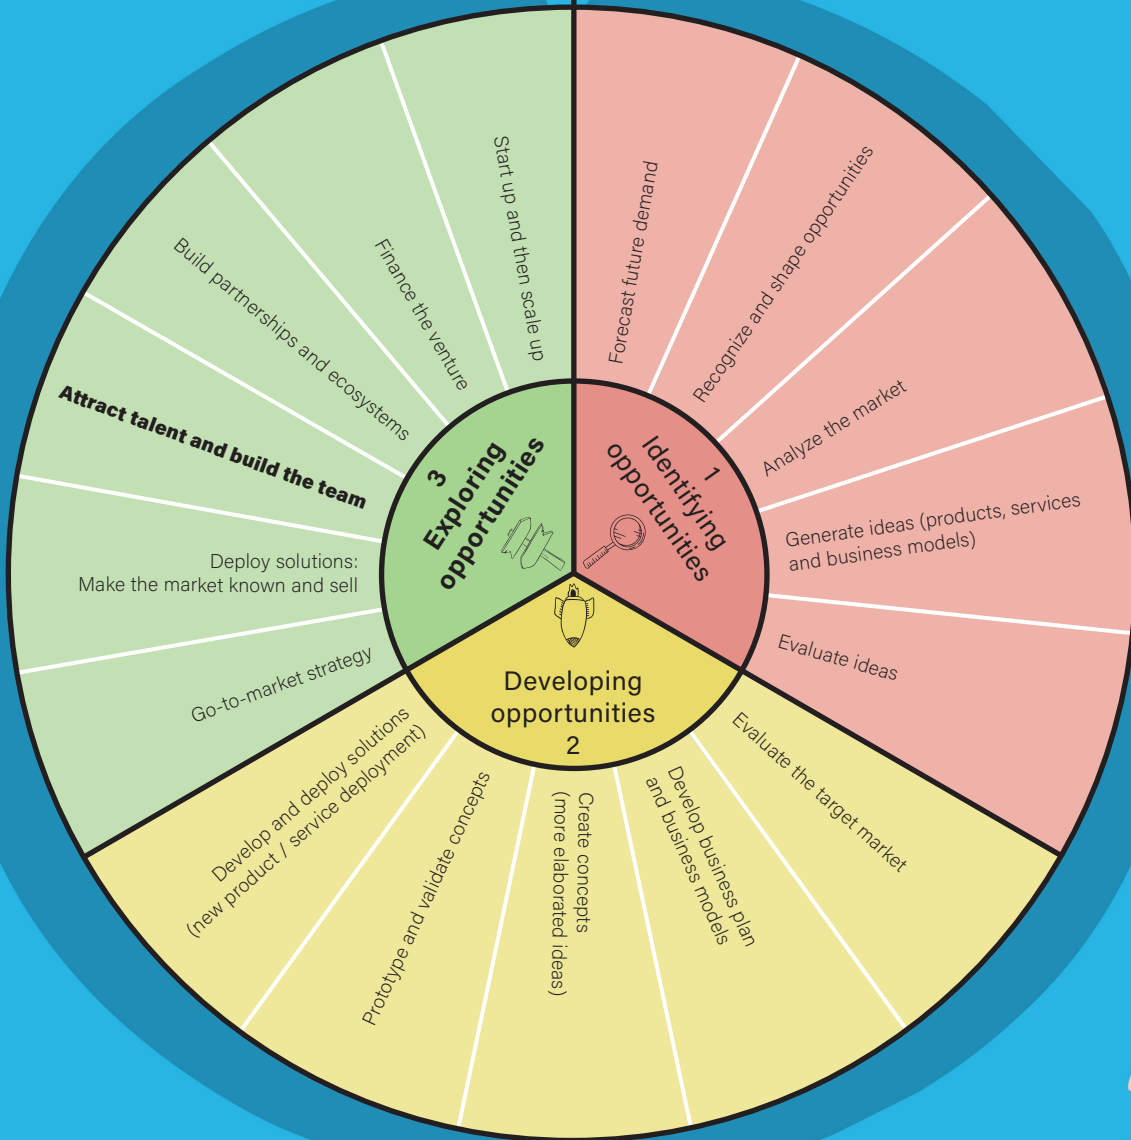 1
Identifying
opportunities
Forecast future demand
Recognize and shape opportunities
Analyze the market
Generate ideas (products, services
and business models)
Evaluate ideas
Developing
opportunities
2
Evaluate the target market
Develop business plan
and business models
Create concepts
(more elaborated ideas)
Prototype and validate concepts
Develop and deploy solutions
(new product / service deployment)
3
Exploring
opportunities
Go-to-market strategy
Deploy solutions:
Make the market known and sell
Attract talent and build the team
Build partnerships and ecosystems
Finance the venture
Start up and then scale up